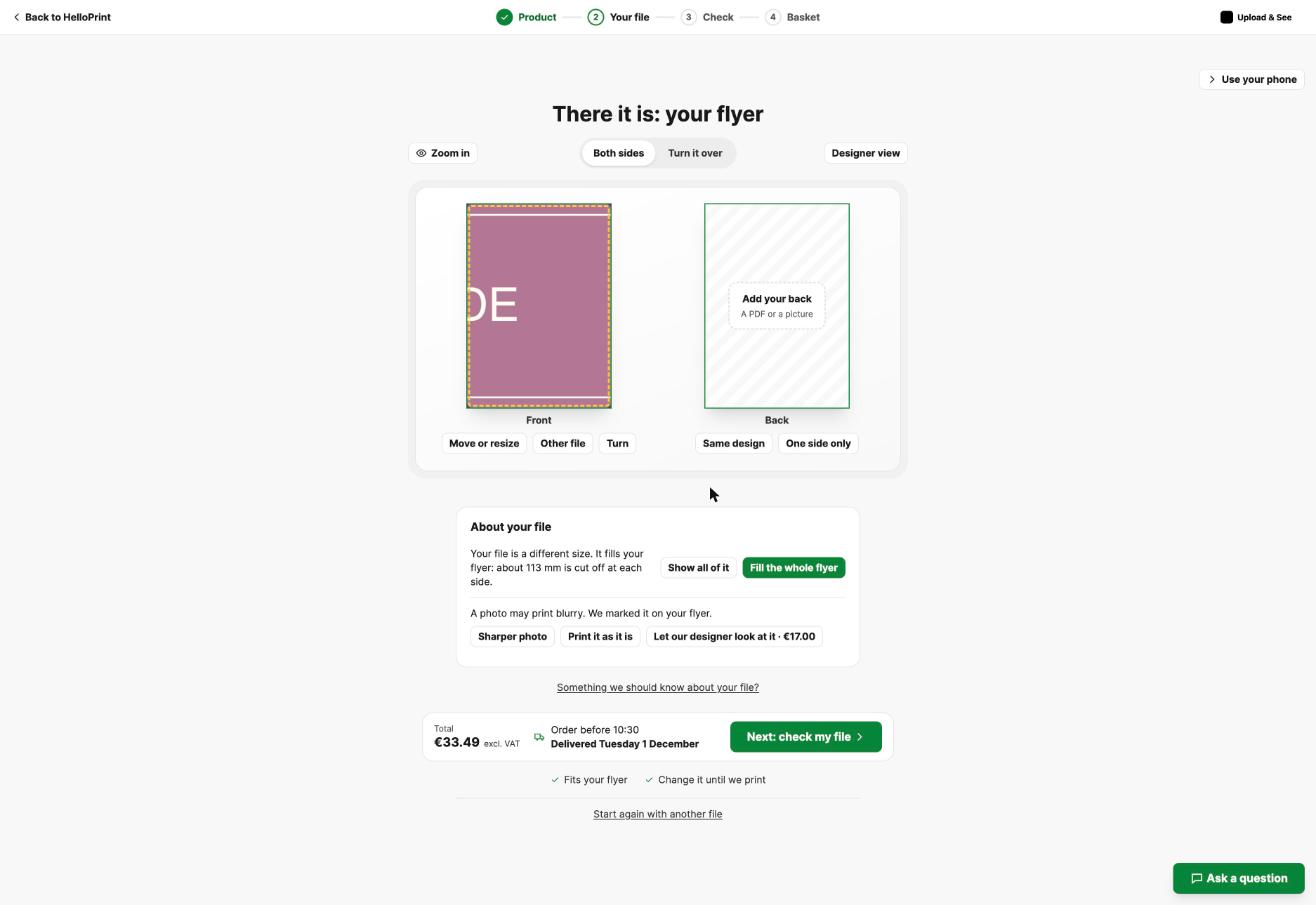 Back to HelloPrint
Product
2 Your file
3 Check
4 Basket
Upload & See
Use your phone
There it is: your flyer
Zoom in
Both sides
Turn it over
Designer view
DE
Add your back
A PDF or a picture
Front
Back
Move or resize
Other file
Turn
Same design
One side only
About your file
Your file is a different size. It fills your
flyer: about 113 mm is cut off at each
side.
Show all of it
Fill the whole flyer
A photo may print blurry. We marked it on your flyer.
Sharper photo
Print it as it is
Let our designer look at it · €17.00
Something we should know about your file?
Total
€33.49 excl. VAT
Order before 10:30
Delivered Tuesday 1 December
Next: check my file
Fits your flyer
Change it until we print
Start again with another file
Ask a question